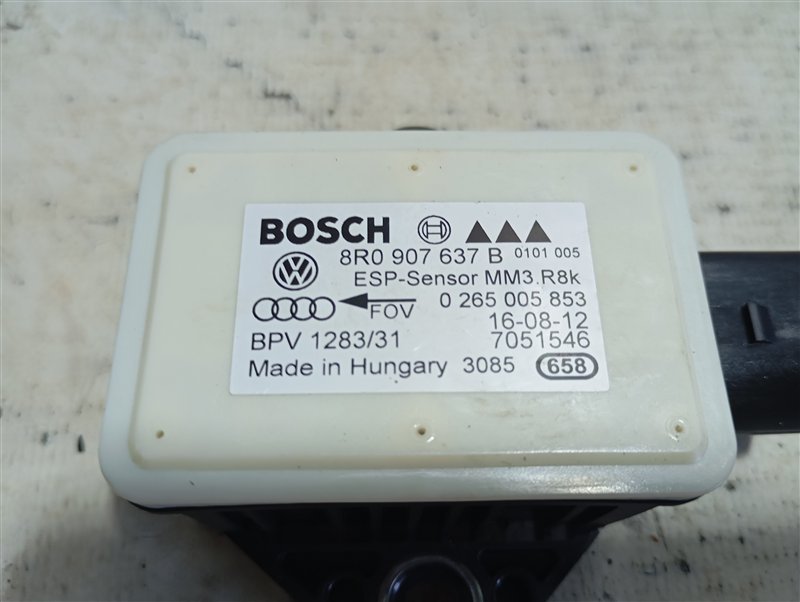 BOSCH
8R0 907 637 B 0101 005
ESP-Sensor MM3.R8k
FOV 0 265 005 853
16-08-12
BPV 1283/31 7051546
Made in Hungary 3085 658